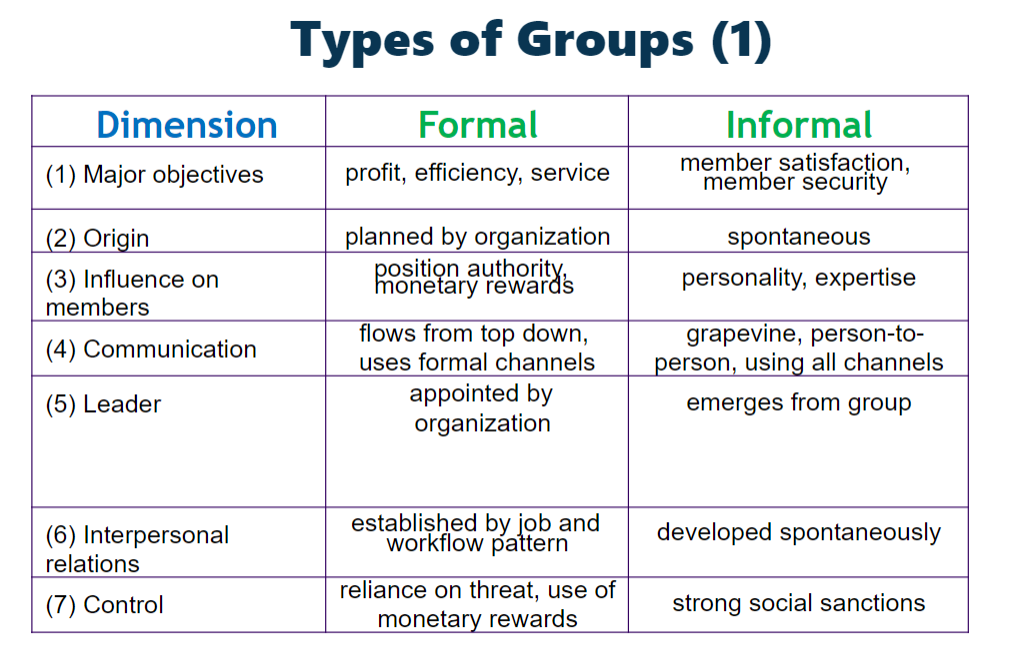 Types of Groups (1)
Dimension Formal Informal
(1) Major objectives profit, efficiency, service member satisfaction,
member security
(2) Origin planned by organization spontaneous
(3) Influence on
members
position authority,
monetary rewards
personality, expertise
(4) Communication
flows from top down,
uses formal channels
grapevine, person-to-
person, using all channels
(5) Leader
appointed by
organization
emerges from group
(6) Interpersonal
relations
established by job and
workflow pattern
developed spontaneously
(7) Control
reliance on threat, use of
monetary rewards
strong social sanctions